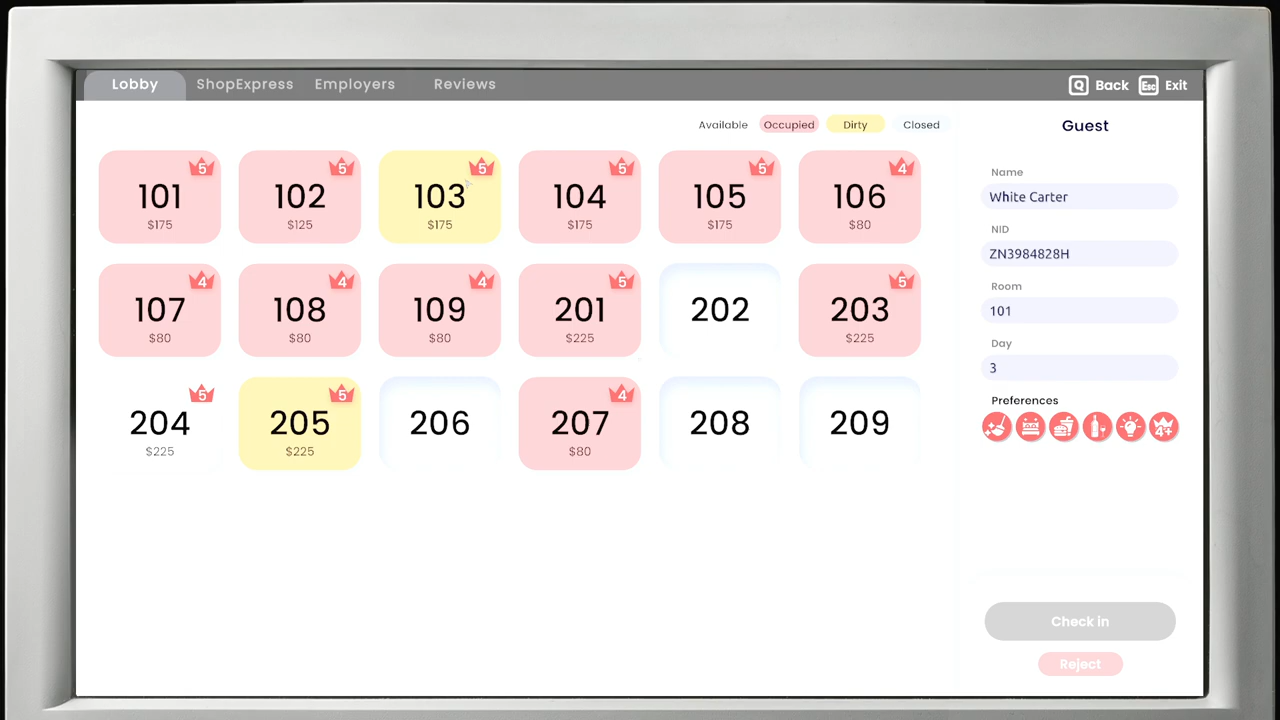 Lobby ShopExpress Employers Reviews Q Back Esc Exit
Available Occupied Dirty Closed
5 5 5 5 5 4
101 102 103 104 105 106
$175 $125 $175 $175 $175 $80
4 4 4 5 5
107 108 109 201 202 203
$80 $80 $80 $225 $225
5 5 4
204 205 206 207 208 209
$225 $225 $80
Guest
Name
White Carter
NID
ZN3984828H
Room
101
Day
3
Preferences
4+
Check in
Reject